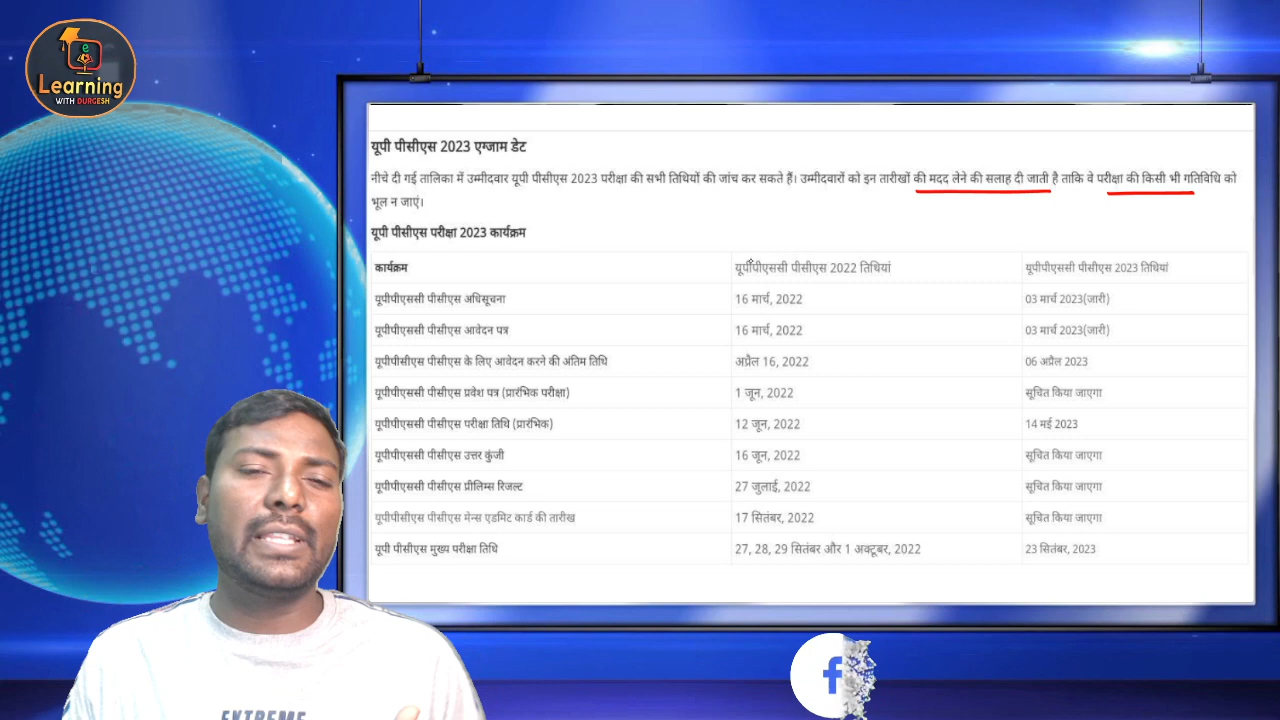 e
Learning
WITH DURGESH
यूपी पीसीएस 2023 एग्जाम डेट
नीचे दी गई तालिका में उम्मीदवार यूपी पीसीएस 2023 परीक्षा की सभी तिथियों की जांच कर सकते हैं। उम्मीदवारों को इन तारीखों की मदद लेने की सलाह दी जाती है ताकि वे परीक्षा की किसी भी गतिविधि को
भूल न जाएं।
यूपी पीसीएस परीक्षा 2023 कार्यक्रम
कार्यक्रम यूपीपीएससी पीसीएस 2022 तिथियां यूपीपीएससी पीसीएस 2023 तिथियां
यूपीपीएससी पीसीएस अधिसूचना 16 मार्च, 2022 03 मार्च 2023(जारी)
यूपीपीएससी पीसीएस आवेदन पत्र 16 मार्च, 2022 03 मार्च 2023(जारी)
यूपीपीसीएस पीसीएस के लिए आवेदन करने की अंतिम तिथि अप्रैल 16, 2022 06 अप्रैल 2023
यूपीपीएससी पीसीएस प्रवेश पत्र (प्रारंभिक परीक्षा) 1 जून, 2022 सूचित किया जाएगा
यूपीपीएससी पीसीएस परीक्षा तिथि (प्रारंभिक) 12 जून, 2022 14 मई 2023
यूपीपीएससी पीसीएस उत्तर कुंजी 16 जून, 2022 सूचित किया जाएगा
यूपीपीएससी पीसीएस प्रीलिम्स रिजल्ट 27 जुलाई, 2022 सूचित किया जाएगा
यूपीपीसीएस पीसीएस मेन्स एडमिट कार्ड की तारीख 17 सितंबर, 2022 सूचित किया जाएगा
यूपी पीसीएस मुख्य परीक्षा तिथि 27, 28, 29 सितंबर और 1 अक्टूबर, 2022 23 सितंबर, 2023
f
EXTREME